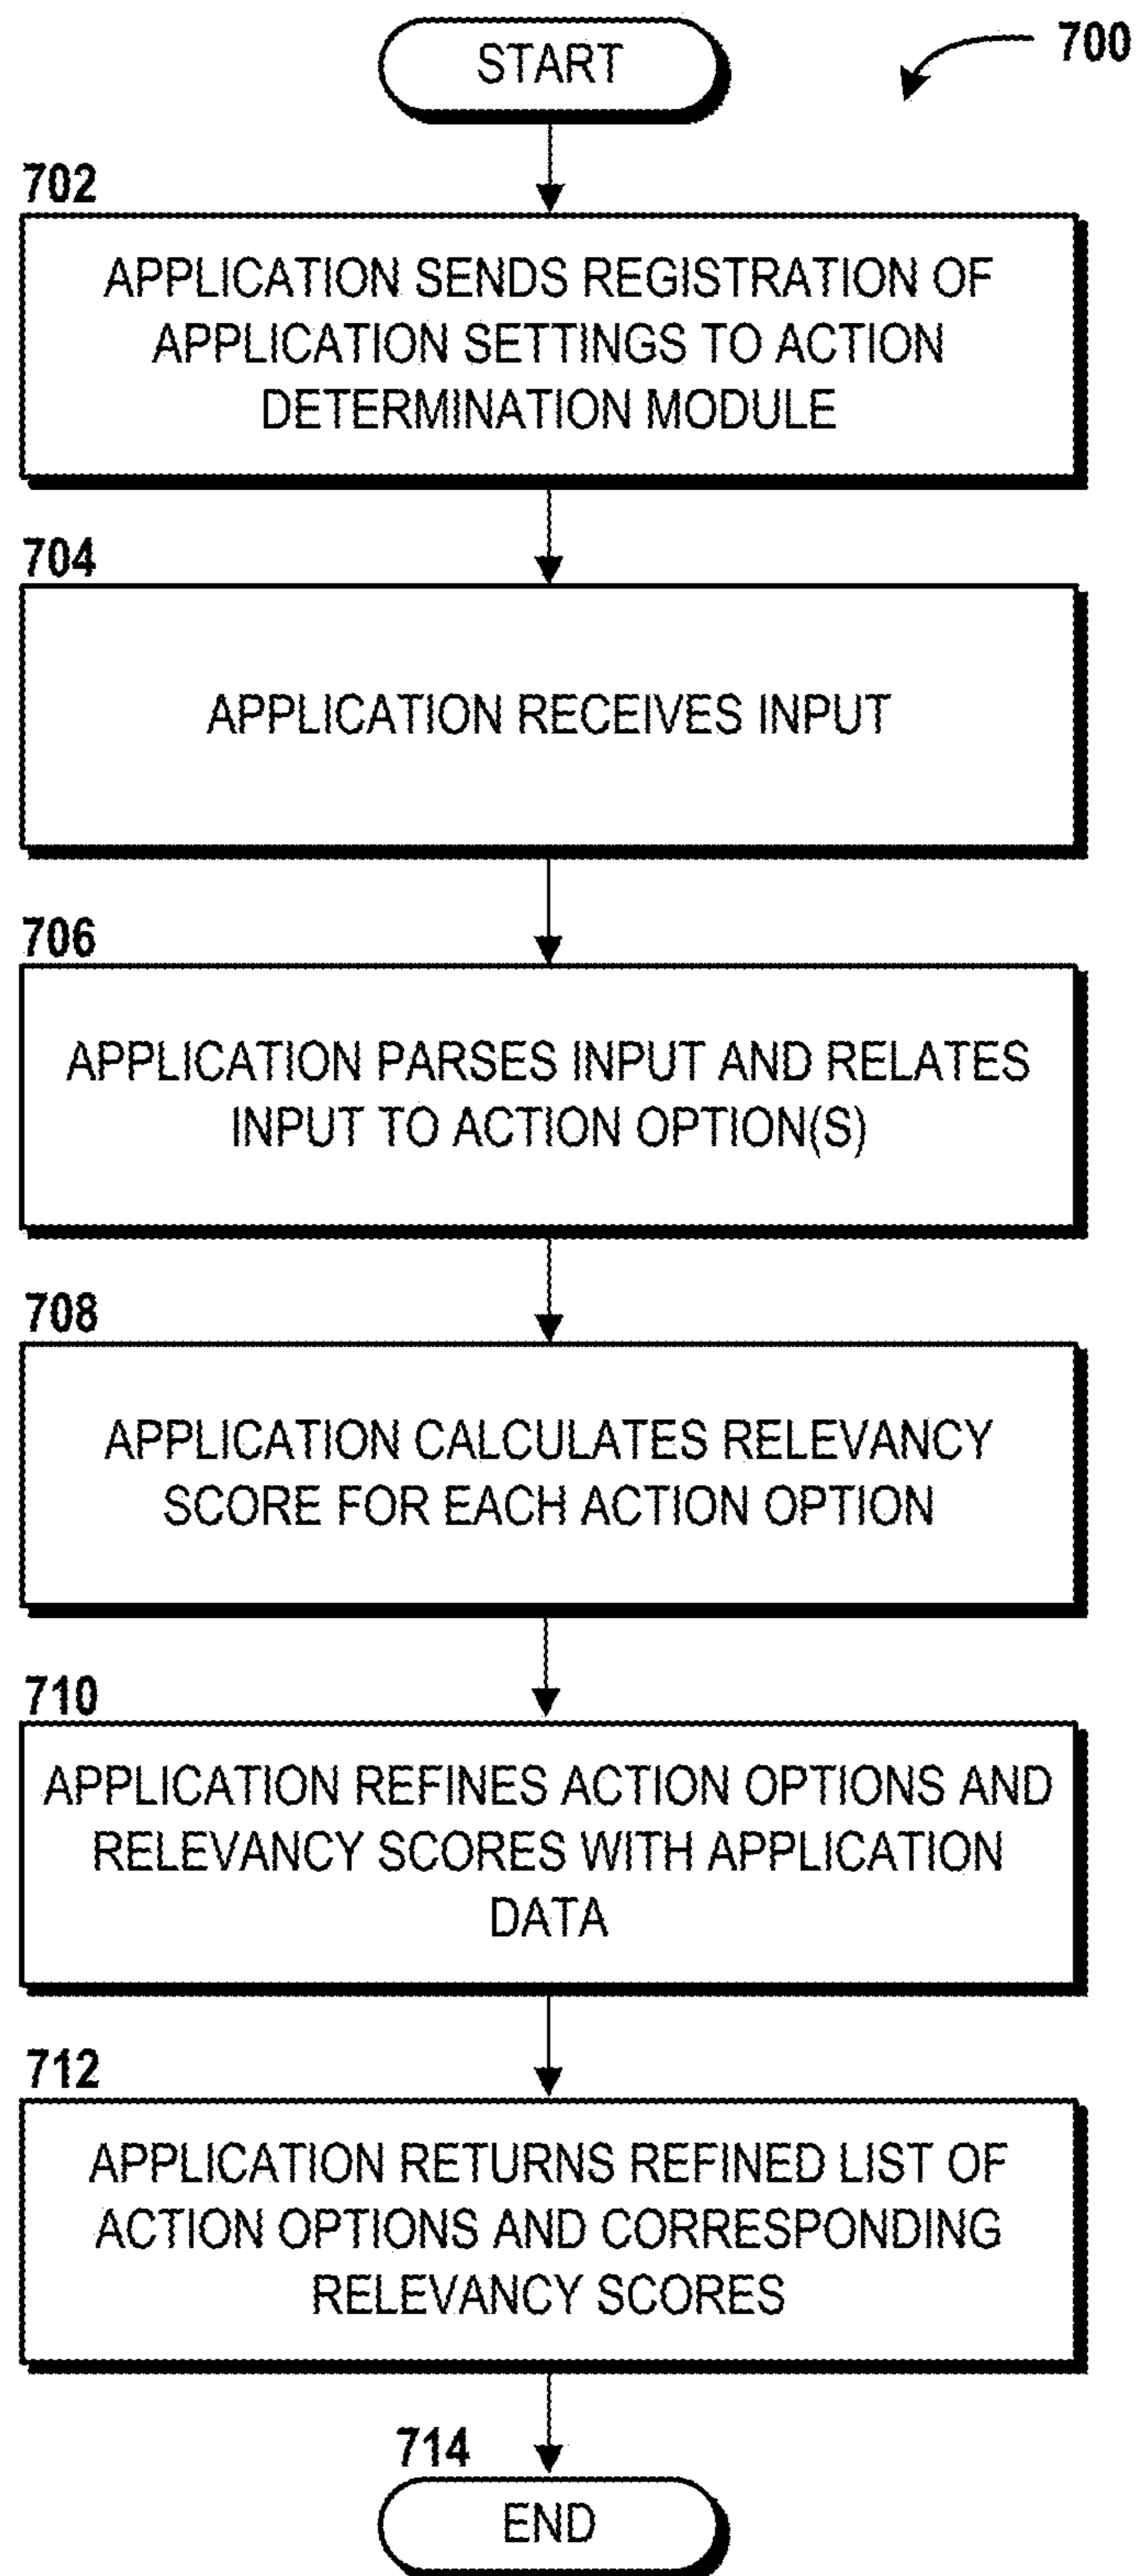 START
700
702
APPLICATION SENDS REGISTRATION OF
APPLICATION SETTINGS TO ACTION
DETERMINATION MODULE
704
APPLICATION RECEIVES INPUT
706
APPLICATION PARSES INPUT AND RELATES
INPUT TO ACTION OPTION(S)
708
APPLICATION CALCULATES RELEVANCY
SCORE FOR EACH ACTION OPTION
710
APPLICATION REFINES ACTION OPTIONS AND
RELEVANCY SCORES WITH APPLICATION
DATA
712
APPLICATION RETURNS REFINED LIST OF
ACTION OPTIONS AND CORRESPONDING
RELEVANCY SCORES
714
END